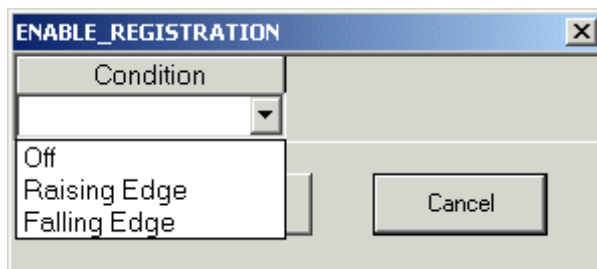 ENABLE_REGISTRATION
Condition
Off
Raising Edge
Falling Edge
Cancel